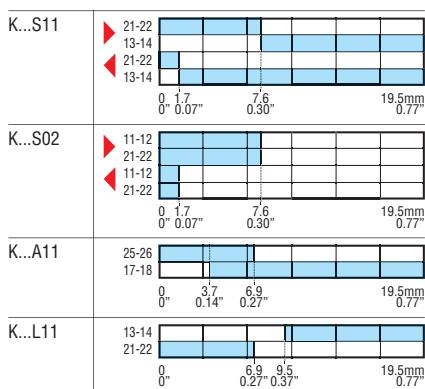 K...S11
21-22
13-14
21-22
13-14
0 1.7 7.6 19.5mm
0" 0.07" 0.30" 0.77"
K...S02
11-12
21-22
11-12
21-22
0 1.7 7.6 19.5mm
0" 0.07" 0.30" 0.77"
K...A11
25-26
17-18
0 3.7 6.9 19.5mm
0" 0.14" 0.27" 0.77"
K...L11
13-14
21-22
0 6.9 9.5 19.5mm
0" 0.27" 0.37" 0.77"